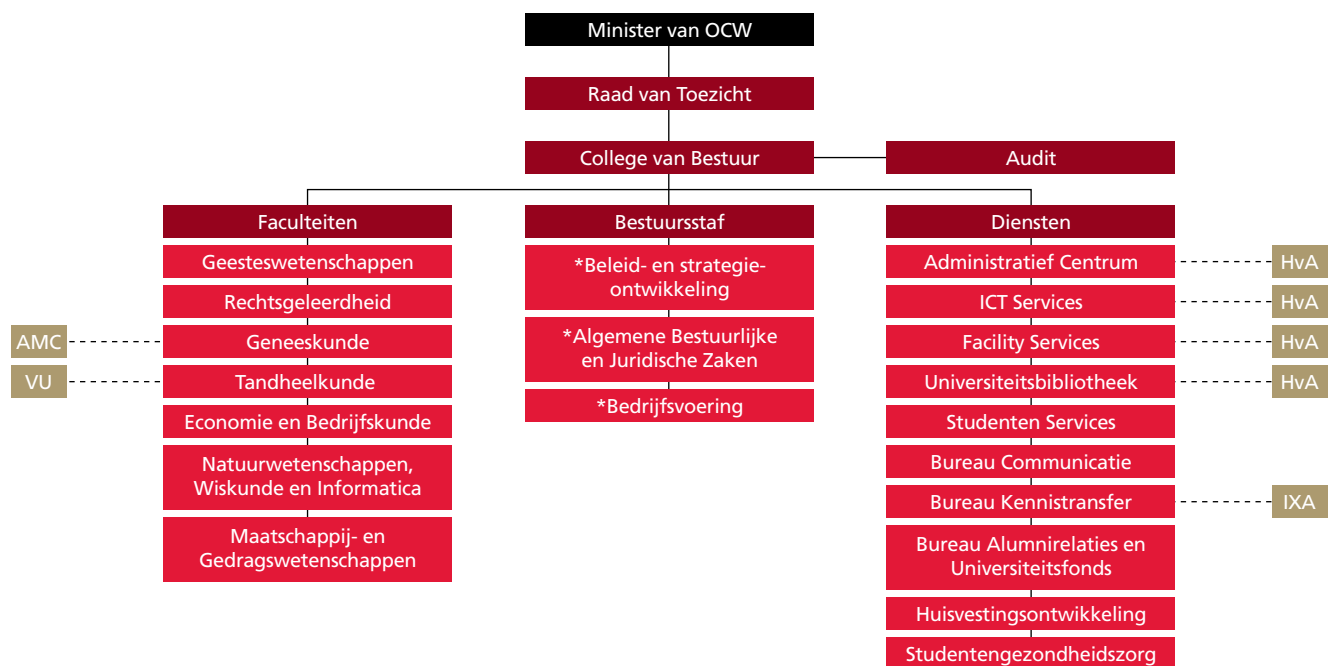 Minister van OCW
Raad van Toezicht
College van Bestuur
Audit
Faculteiten
Geesteswetenschappen
Rechtsgeleerdheid
AMC
Geneeskunde
VU
Tandheelkunde
Economie en Bedrijfskunde
Natuurwetenschappen,
Wiskunde en Informatica
Maatschappij- en
Gedragswetenschappen
Bestuursstaf
*Beleid- en strategie-
ontwikkeling
*Algemene Bestuurlijke
en Juridische Zaken
*Bedrijfsvoering
Diensten
Administratief Centrum
HvA
ICT Services
HvA
Facility Services
HvA
Universiteitsbibliotheek
HvA
Studenten Services
Bureau Communicatie
Bureau Kennistransfer
IXA
Bureau Alumnirelaties en
Universiteitsfonds
Huisvestingsontwikkeling
Studentengezondheidszorg